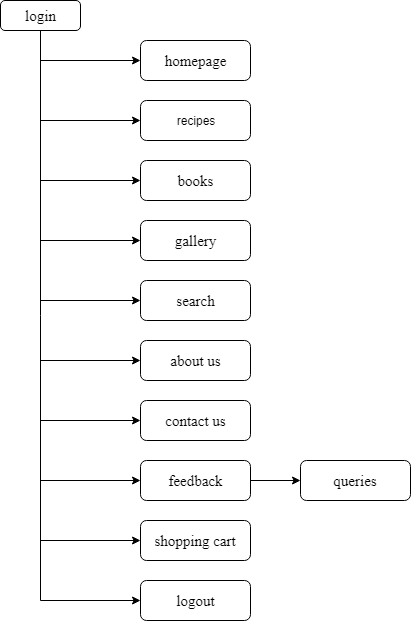 login
homepage
recipes
books
gallery
search
about us
contact us
feedback
queries
shopping cart
logout